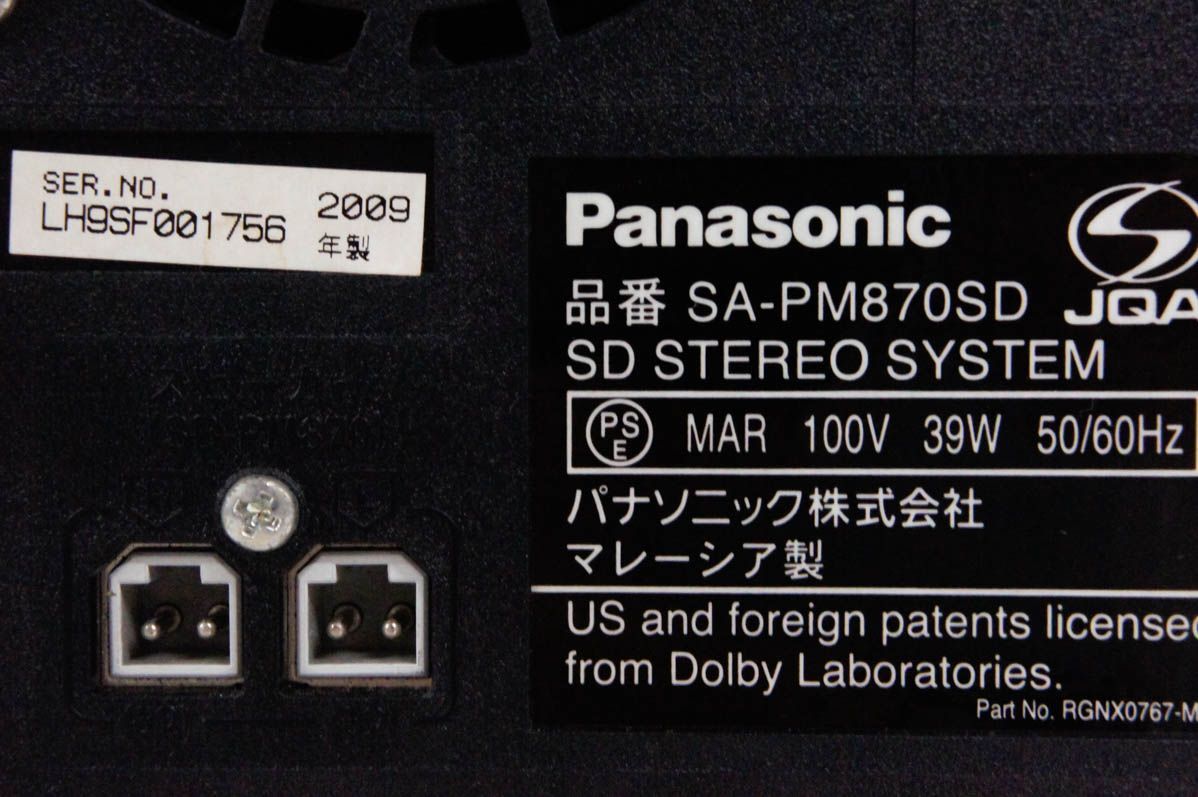 SER.NO.
LH9SF001756
2009
年製
Panasonic
JQA
品番 SA-PM870SD
SD STEREO SYSTEM
PSE MAR 100V 39W 50/60Hz
パナソニック株式会社
マレーシア製
US and foreign patents licensed
from Dolby Laboratories.
Part No. RGNX0767-M